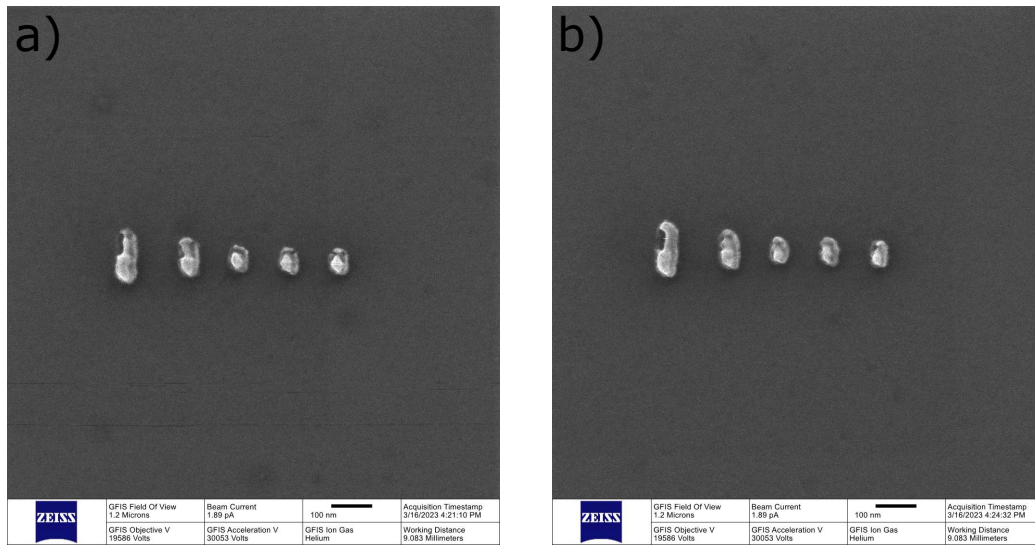 a)
b)
ZEISS
GFIS Field Of View
1.2 Microns
Beam Current
1.89 pA
100 nm
Acquisition Timestamp
3/16/2023 4:21:10 PM
GFIS Objective V
19586 Volts
GFIS Acceleration V
30053 Volts
GFIS Ion Gas
Helium
Working Distance
9.083 Millimeters
ZEISS
GFIS Field Of View
1.2 Microns
Beam Current
1.89 pA
100 nm
Acquisition Timestamp
3/16/2023 4:24:32 PM
GFIS Objective V
19586 Volts
GFIS Acceleration V
30053 Volts
GFIS Ion Gas
Helium
Working Distance
9.083 Millimeters